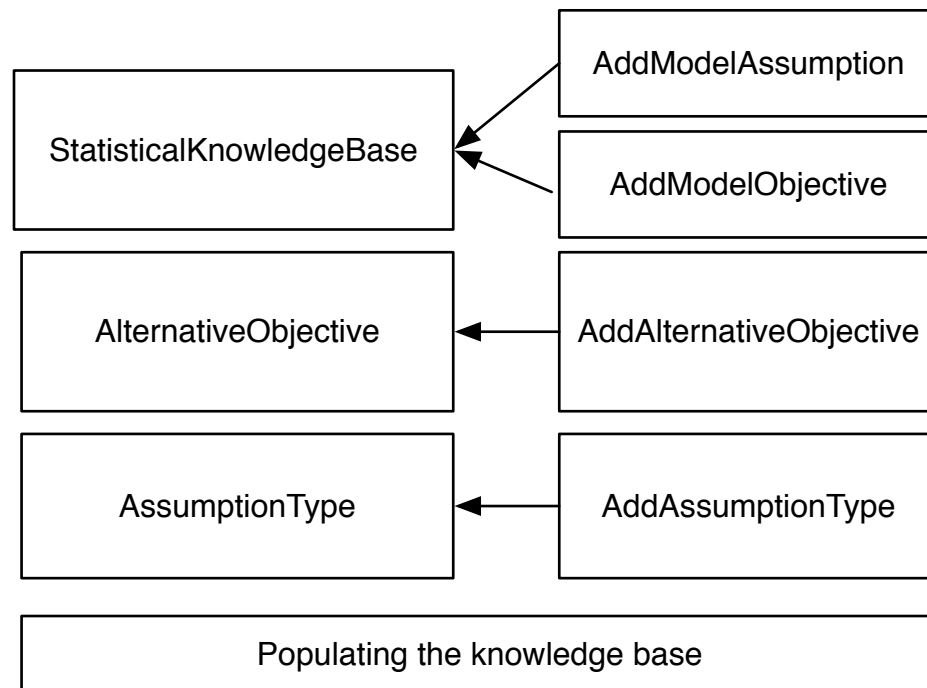 AddModelAssumption
StatisticalKnowledgeBase
AddModelObjective
AlternativeObjective
AddAlternativeObjective
AssumptionType
AddAssumptionType
Populating the knowledge base